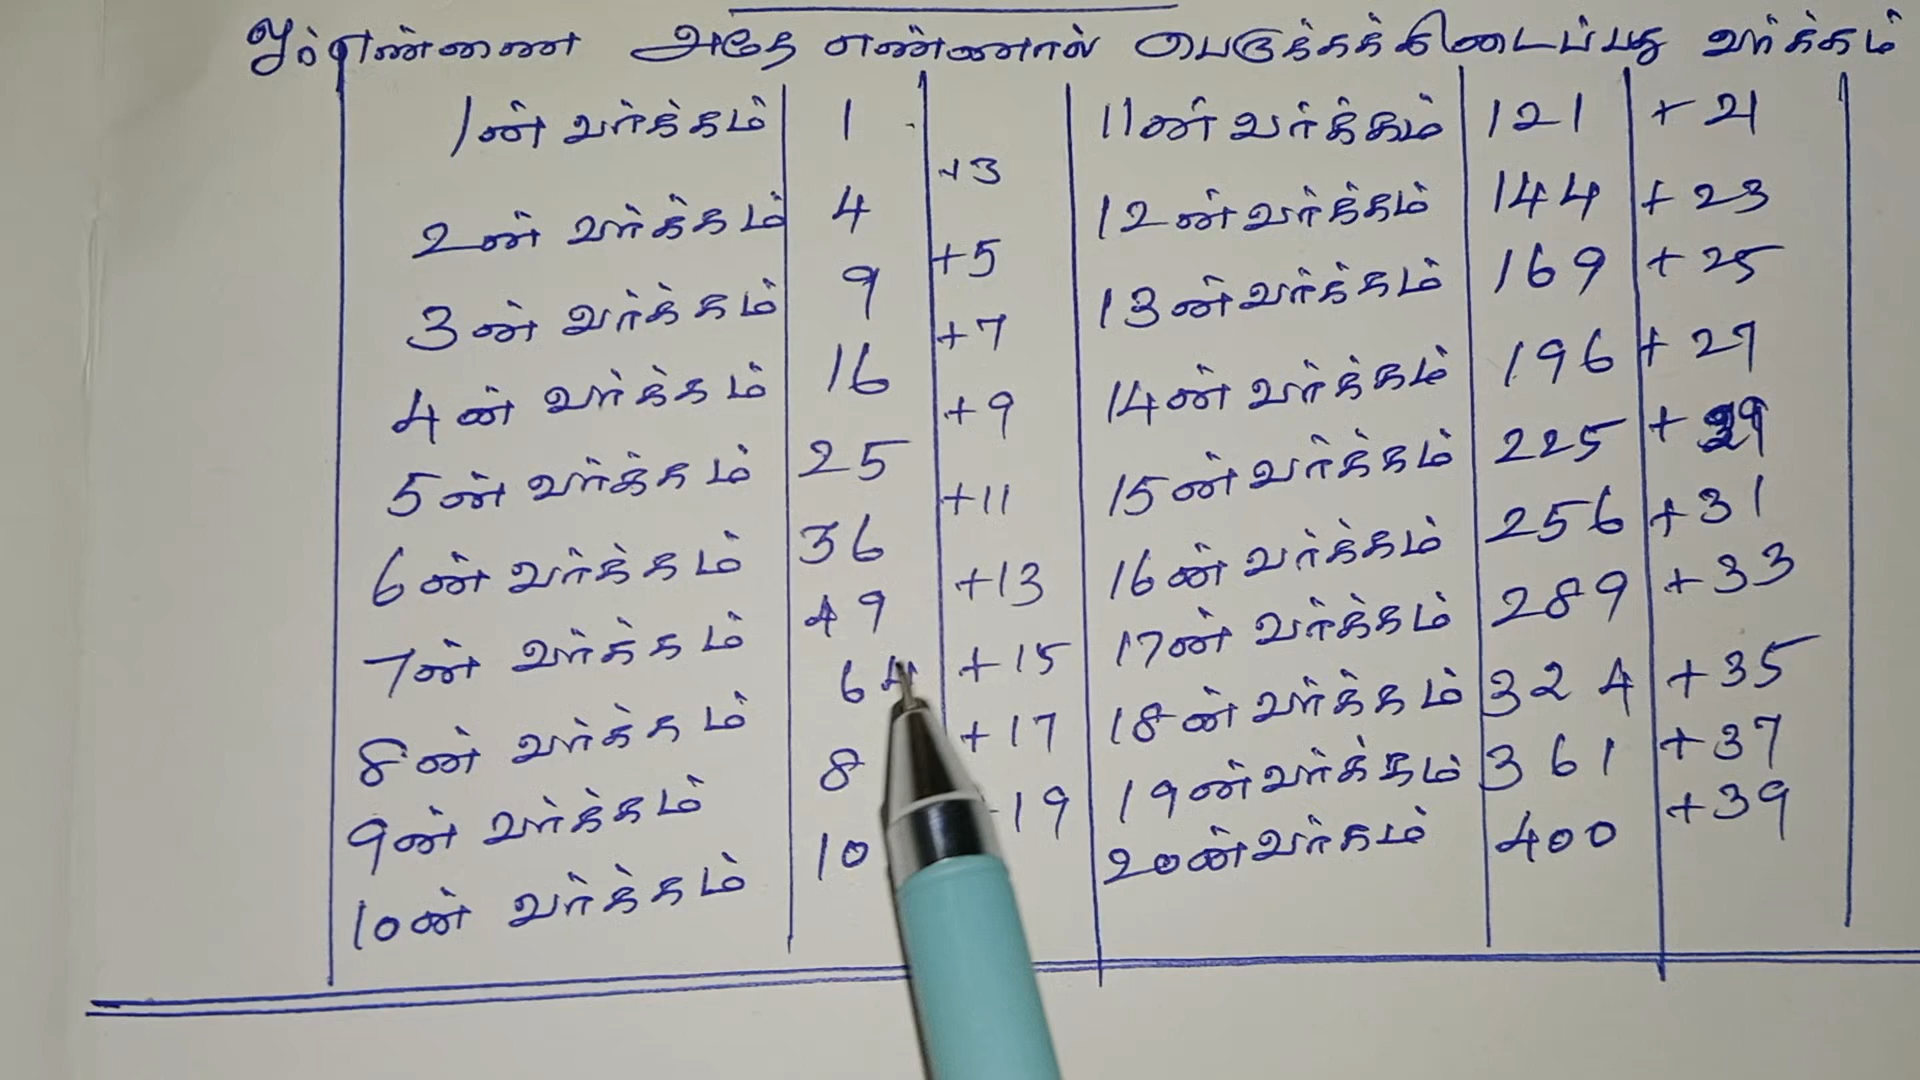 ஓர் எண்ணை அதே எண்ணால் பெருக்கக்கிடைப்பது வர்க்கம்
1ன் வர்க்கம் 1 11ன் வர்க்கம் 121 + 21
+3
2ன் வர்க்கம் 4 12ன் வர்க்கம் 144 + 23
+5
3ன் வர்க்கம் 9 13ன் வர்க்கம் 169 + 25
+7
4ன் வர்க்கம் 16 14ன் வர்க்கம் 196 + 27
+9
5ன் வர்க்கம் 25 15ன் வர்க்கம் 225 + 29
+11
6ன் வர்க்கம் 36 16ன் வர்க்கம் 256 +31
+13
7ன் வர்க்கம் 49 17ன் வர்க்கம் 289 +33
+15
8ன் வர்க்கம் 64 18ன் வர்க்கம் 324 +35
+17
9ன் வர்க்கம் 8 19ன் வர்க்கம் 361 +37
19
10ன் வர்க்கம் 10 20ன் வர்கம் 400 +39